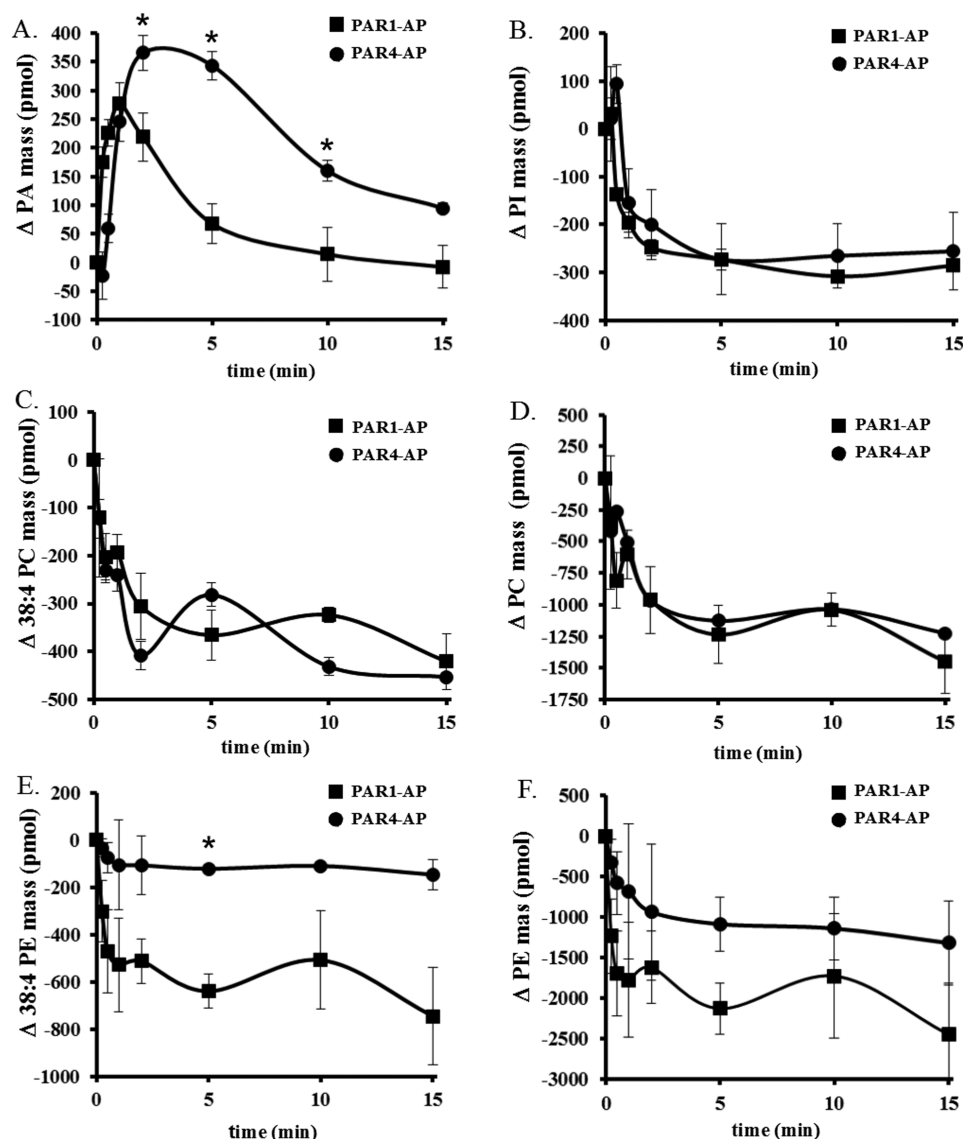 A.
PAR1-AP
PAR4-AP
* * *
Δ PA mass (pmol)
400
350
300
250
200
150
100
50
0
-50
-100
0 5 10 15
time (min)
B.
PAR1-AP
PAR4-AP
Δ PI mass (pmol)
200
100
0
-100
-200
-300
-400
0 5 10 15
time (min)
C.
PAR1-AP
PAR4-AP
Δ 38:4 PC mass (pmol)
100
0
-100
-200
-300
-400
-500
0 5 10 15
time (min)
D.
PAR1-AP
PAR4-AP
Δ PC mass (pmol)
500
250
0
-250
-500
-750
-1000
-1250
-1500
-1750
0 5 10 15
time (min)
E.
PAR1-AP
PAR4-AP
*
Δ 38:4 PE mass (pmol)
200
0
-200
-400
-600
-800
-1000
0 5 10 15
time (min)
F.
PAR1-AP
PAR4-AP
Δ PE mas (pmol)
500
0
-500
-1000
-1500
-2000
-2500
-3000
0 5 10 15
time (min)